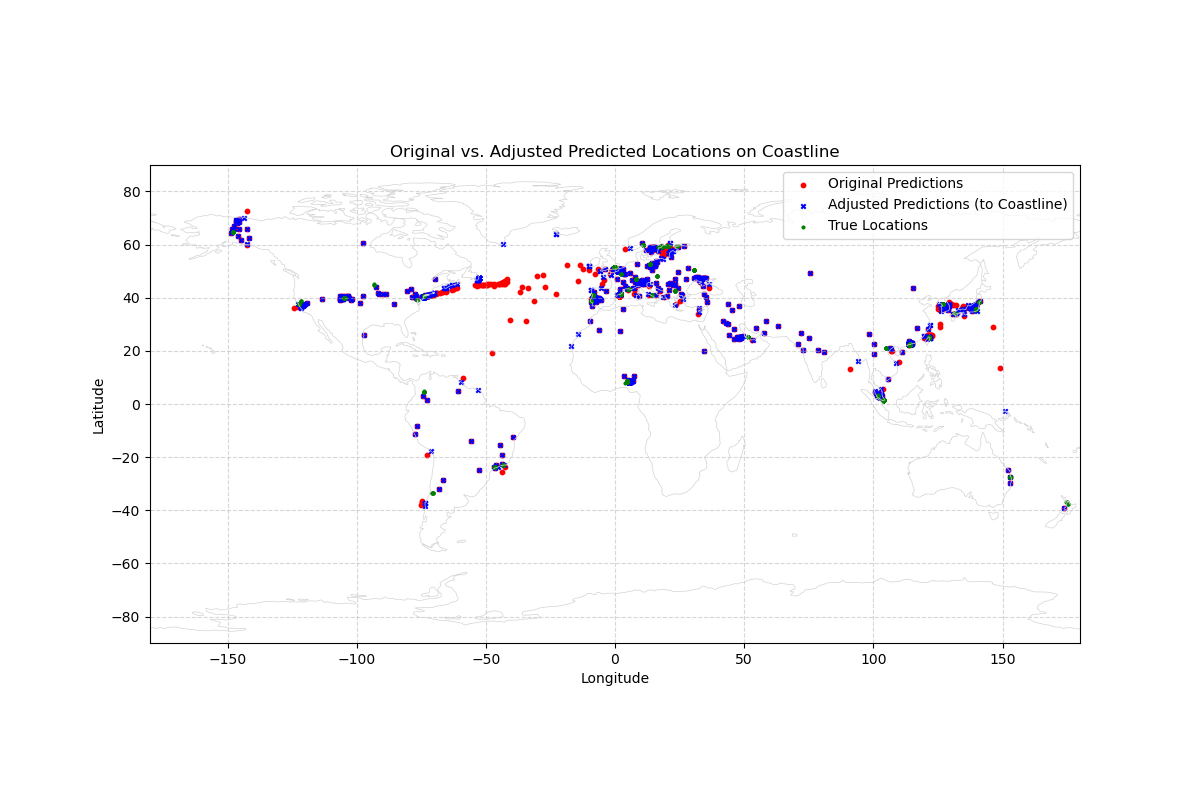 Original vs. Adjusted Predicted Locations on Coastline
Original Predictions
Adjusted Predictions (to Coastline)
True Locations
80
60
40
20
0
−20
−40
−60
−80
Latitude
−150
−100
−50
0
50
100
150
Longitude